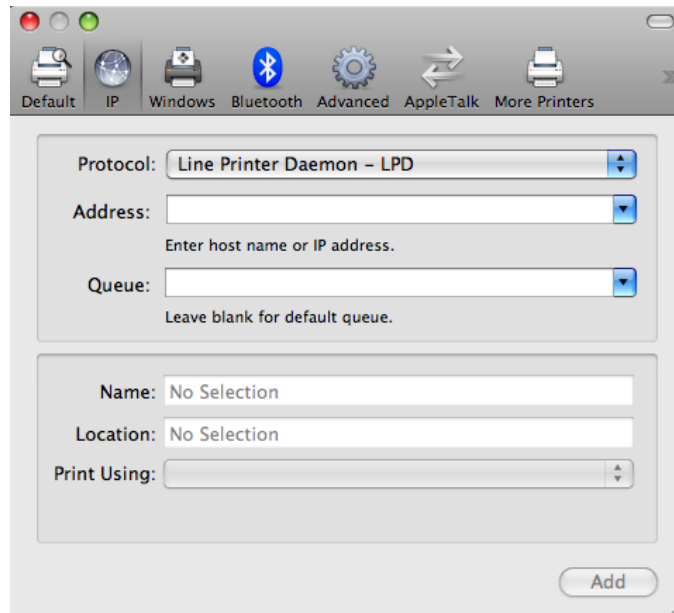 Default IP Windows Bluetooth Advanced AppleTalk More Printers
Protocol: Line Printer Daemon – LPD
Address:
Enter host name or IP address.
Queue:
Leave blank for default queue.
Name: No Selection
Location: No Selection
Print Using:
Add